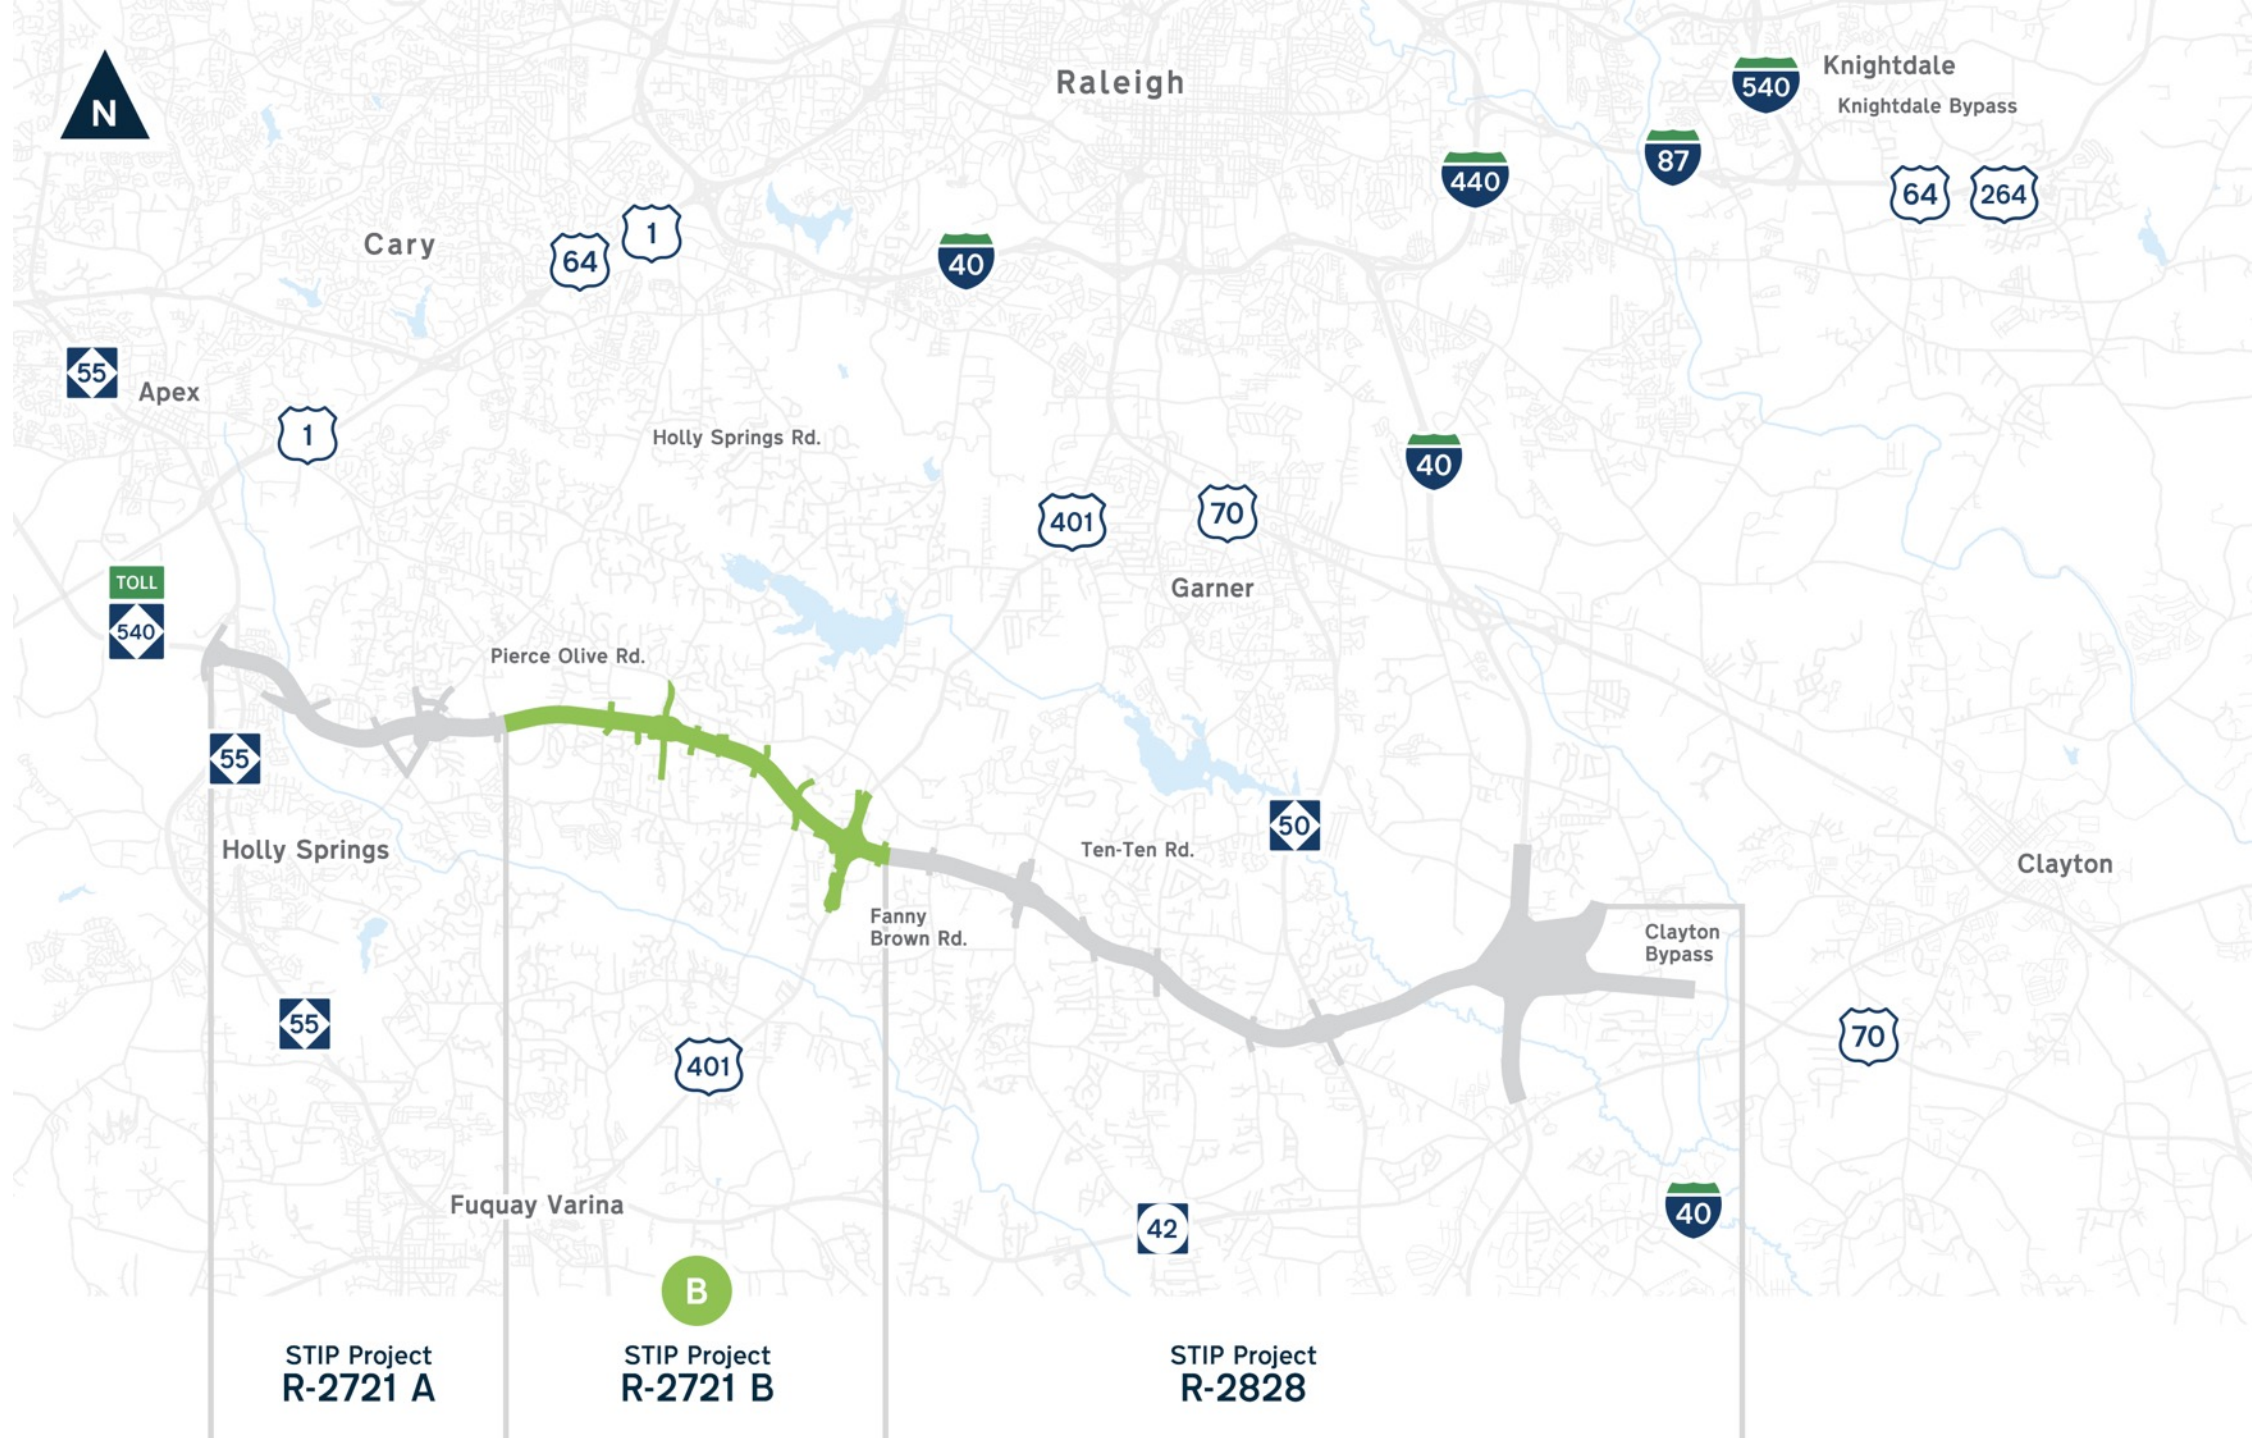 N
Raleigh
540
Knightdale
Knightdale Bypass
87
440
64
264
Cary
64
1
40
55
Apex
1
Holly Springs Rd.
40
401
70
Garner
TOLL
540
Pierce Olive Rd.
55
Holly Springs
Ten-Ten Rd.
50
Clayton
Fanny
Brown Rd.
Clayton
Bypass
55
401
70
Fuquay Varina
42
40
B
STIP Project
R-2721 A
STIP Project
R-2721 B
STIP Project
R-2828